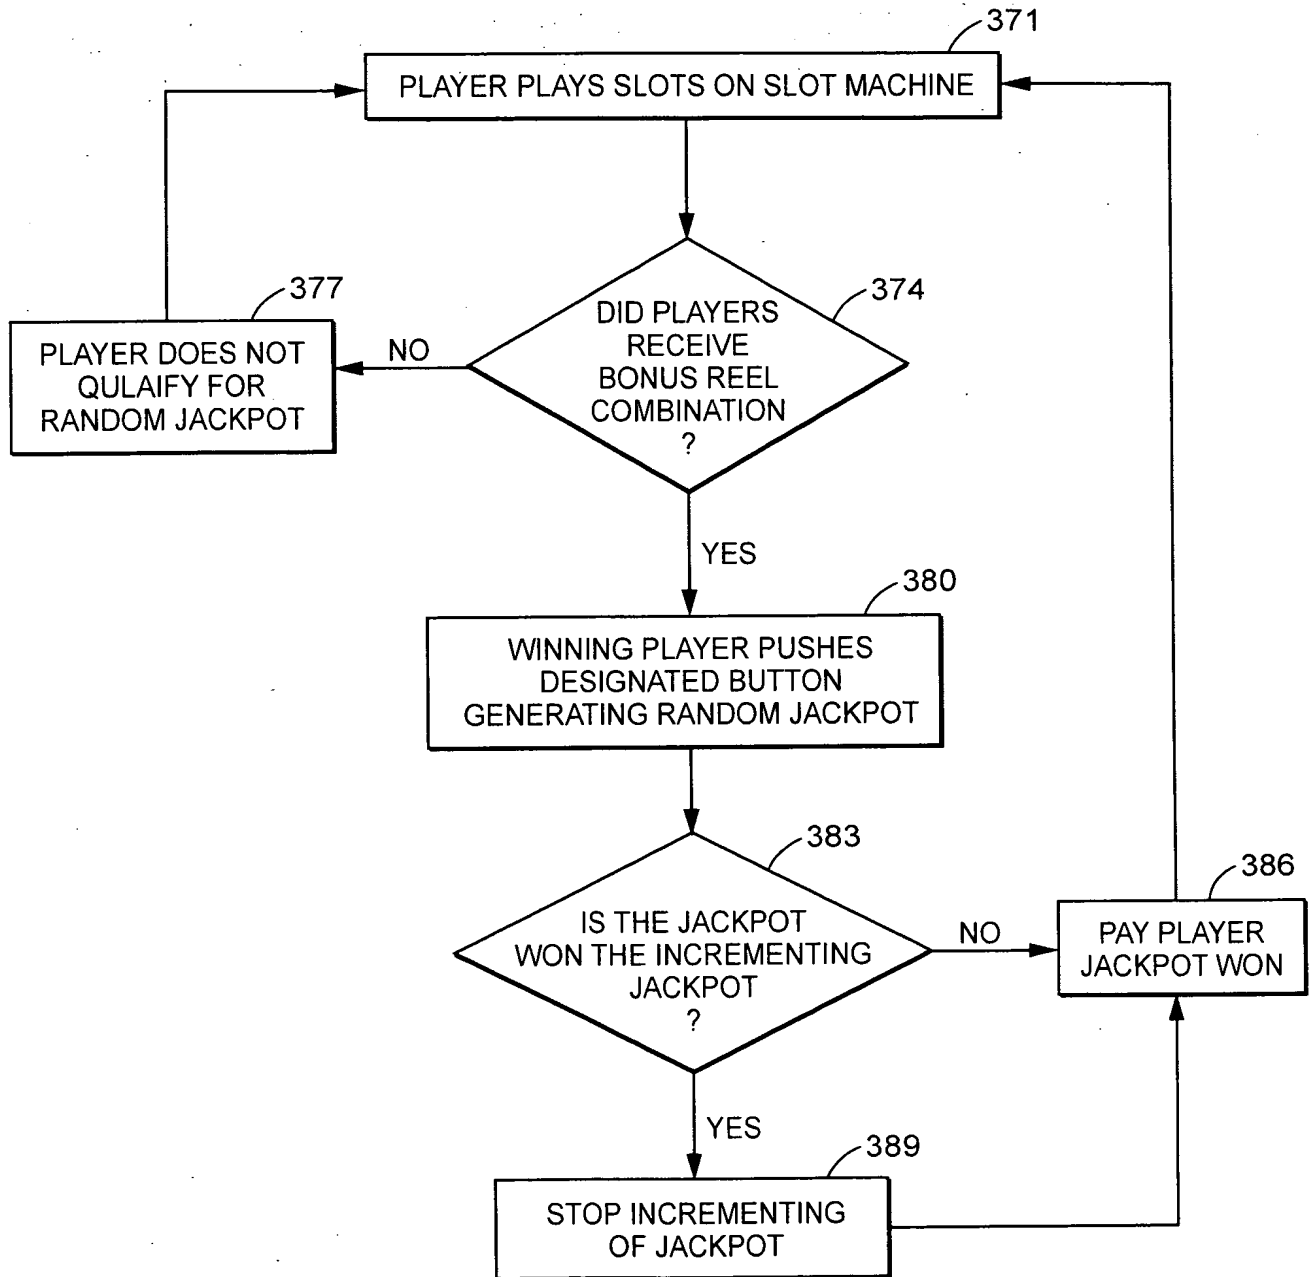 371
PLAYER PLAYS SLOTS ON SLOT MACHINE
377
PLAYER DOES NOT
QULAIFY FOR
RANDOM JACKPOT
NO
374
DID PLAYERS
RECEIVE
BONUS REEL
COMBINATION
?
YES
380
WINNING PLAYER PUSHES
DESIGNATED BUTTON
GENERATING RANDOM JACKPOT
383
IS THE JACKPOT
WON THE INCREMENTING
JACKPOT
?
NO
386
PAY PLAYER
JACKPOT WON
YES
389
STOP INCREMENTING
OF JACKPOT